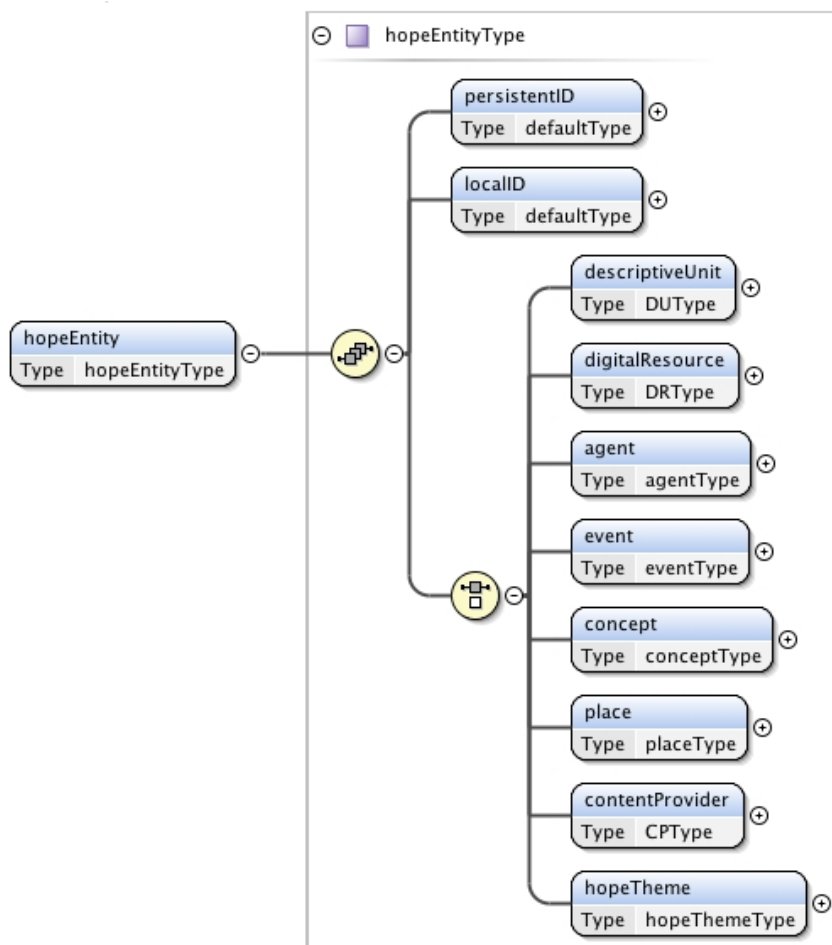 hopeEntityType
persistentID
Type defaultType
localID
Type defaultType
descriptiveUnit
Type DUType
hopeEntity
Type hopeEntityType
digitalResource
Type DRType
agent
Type agentType
event
Type eventType
concept
Type conceptType
place
Type placeType
contentProvider
Type CPType
hopeTheme
Type hopeThemeType